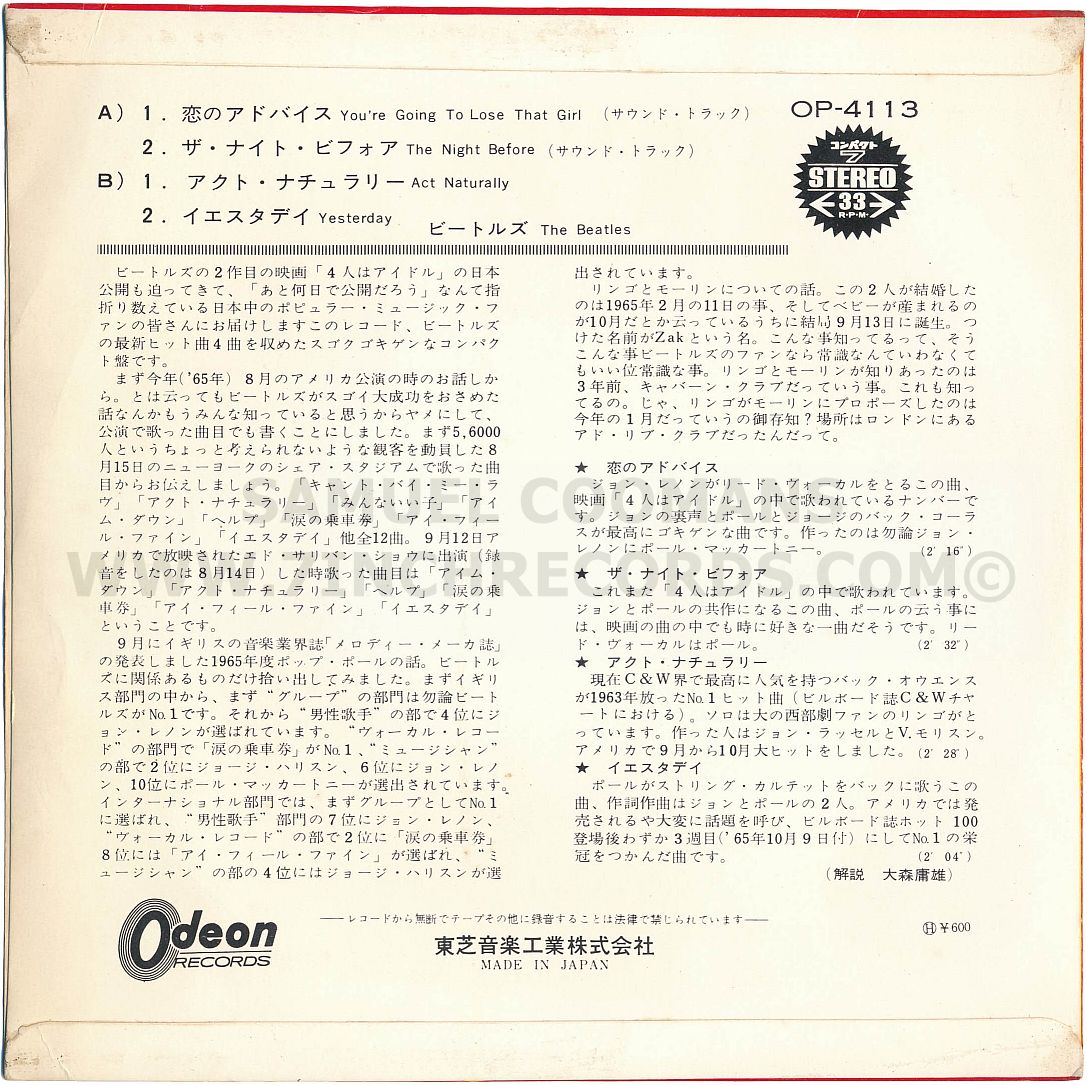 A) 1. 恋のアドバイス You're Going To Lose That Girl (サウンド・トラック)
2. ザ・ナイト・ビフォア The Night Before (サウンド・トラック)
B) 1. アクト・ナチュラリー Act Naturally
2. イエスタデイ Yesterday
ビートルズ The Beatles
OP-4113
コンパクト
7
STEREO
33
R・P・M・
ビートルズの2作目の映画「4人はアイドル」の日本
公開も迫ってきて、「あと何日で公開だろう」なんて指
折り数えている日本中のポピュラー・ミュージック・フ
ァンの皆さんにお届けしますこのレコード、ビートルズ
の最新ヒット曲4曲を収めたスゴクゴキゲンなコンパク
ト盤です。
まず今年('65年) 8月のアメリカ公演の時のお話しか
ら。とは云ってもビートルズがスゴイ大成功をおさめた
話なんかもうみんな知っていると思うからヤメにして、
公演で歌った曲目でも書くことにしました。まず5,6000
人というちょっと考えられないような観客を動員した8
月15日のニューヨークのシェア・スタジアムで歌った曲
目からお伝えしましょう。「キャント・バイ・ミー・ラ
ヴ」「アクト・ナチュラリー」「みんないい子」「アイ
ム・ダウン」「ヘルプ」「涙の乗車券」「アイ・フィー
ル・ファイン」「イエスタデイ」他全12曲。9月12日ア
メリカで放映されたエド・サリバン・ショウに出演(録
音をしたのは8月14日)した時歌った曲目は「アイム・
ダウン」「アクト・ナチュラリー」「ヘルプ」「涙の乗
車券」「アイ・フィール・ファイン」「イエスタデイ」
ということです。
9月にイギリスの音楽業界誌「メロディー・メーカ誌」
の発表しました1965年度ポップ・ポールの話。ビートル
ズに関係あるものだけ拾い出してみました。まずイギリ
ス部門の中から、まず"グループ"の部門は勿論ビート
ルズがNo.1です。それから"男性歌手"の部で4位にジ
ョン・レノンが選ばれています。"ヴォーカル・レコー
ド"の部門で「涙の乗車券」がNo.1、"ミュージシャン"
の部で2位にジョージ・ハリスン、6位にジョン・レノ
ン、10位にポール・マッカートニーが選出されています。
インターナショナル部門では、まずグループとしてNo.1
に選ばれ、"男性歌手"部門の7位にジョン・レノン、
"ヴォーカル・レコード"の部で2位に「涙の乗車券」
8位には「アイ・フィール・ファイン」が選ばれ、"ミ
ュージシャン"の部の4位にはジョージ・ハリスンが選
出されています。
リンゴとモーリンについての話。この2人が結婚した
のは1965年2月の11日の事、そしてベビーが産まれるの
が10月だとか云っているうちに結局9月13日に誕生。つ
けた名前がZakという名。こんな事知ってるって、そう
こんな事ビートルズのファンなら常識なんていわなくて
もいい位常識な事。リンゴとモーリンが知りあったのは
3年前、キャバーン・クラブだっていう事。これも知っ
てるの。じゃ、リンゴがモーリンにプロポーズしたのは
今年の1月だっていうの御存知?場所はロンドンにある
アド・リブ・クラブだったんだって。
★ 恋のアドバイス
ジョン・レノンがリード・ヴォーカルをとるこの曲、
映画「4人はアイドル」の中で歌われているナンバーで
す。ジョンの裏声とポールとジョージのバック・コーラ
スが最高にゴキゲンな曲です。作ったのは勿論ジョン・
レノンにポール・マッカートニー。 (2′16″)
★ ザ・ナイト・ビフォア
これまた「4人はアイドル」の中で歌われています。
ジョンとポールの共作になるこの曲、ポールの云う事に
は、映画の曲の中でも時に好きな一曲だそうです。リー
ド・ヴォーカルはポール。 (2′32″)
★ アクト・ナチュラリー
現在C&W界で最高に人気を持つバック・オウエンス
が1963年放ったNo.1ヒット曲(ビルボード誌C&Wチャ
ートにおける)。ソロは大の西部劇ファンのリンゴがと
っています。作った人はジョン・ラッセルとV.モリスン。
アメリカで9月から10月大ヒットをしました。(2′28″)
★ イエスタデイ
ポールがストリング・カルテットをバックに歌うこの
曲、作詞作曲はジョンとポールの2人。アメリカでは発
売されるや大変に話題を呼び、ビルボード誌ホット100
登場後わずか3週目('65年10月9日付)にしてNo.1の栄
冠をつかんだ曲です。 (2′04″)
(解説 大森庸雄)
SAMUEL COOMANS
WWW.FRENCHRECORDS.COM©
Odeon
RECORDS
——レコードから無断でテープその他に録音することは法律で禁じられています——
東芝音楽工業株式会社
MADE IN JAPAN
Ⓗ ¥600